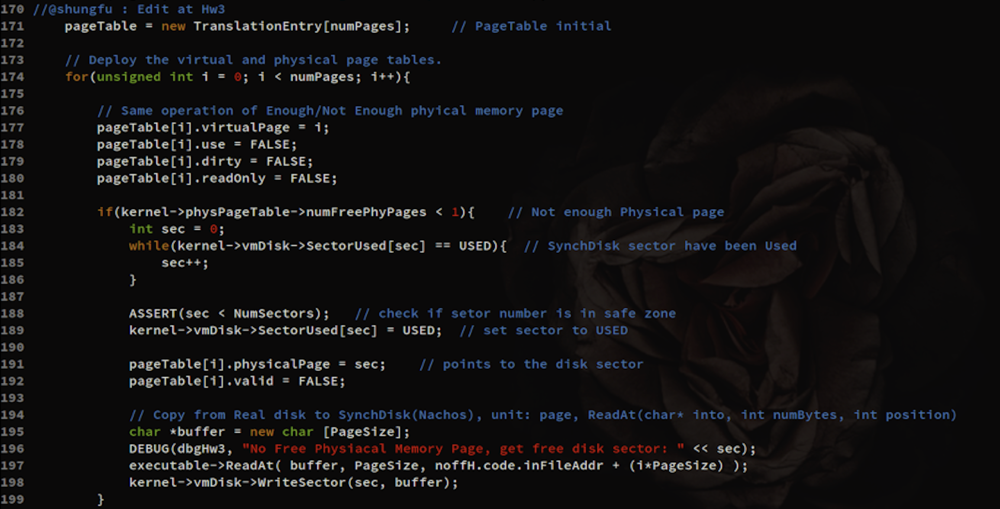 170 //@shungfu : Edit at Hw3
171     pageTable = new TranslationEntry[numPages];     // PageTable initial
172
173     // Deploy the virtual and physical page tables.
174     for(unsigned int i = 0; i < numPages; i++){
175
176         // Same operation of Enough/Not Enough phyical memory page
177         pageTable[i].virtualPage = i;
178         pageTable[i].use = FALSE;
179         pageTable[i].dirty = FALSE;
180         pageTable[i].readOnly = FALSE;
181
182         if(kernel->physPageTable->numFreePhyPages < 1){    // Not enough Physical page
183             int sec = 0;
184             while(kernel->vmDisk->SectorUsed[sec] == USED){  // SynchDisk sector have been Used
185                 sec++;
186             }
187
188             ASSERT(sec < NumSectors);   // check if setor number is in safe zone
189             kernel->vmDisk->SectorUsed[sec] = USED;  // set sector to USED
190
191             pageTable[i].physicalPage = sec;    // points to the disk sector
192             pageTable[i].valid = FALSE;
193
194             // Copy from Real disk to SynchDisk(Nachos), unit: page, ReadAt(char* into, int numBytes, int position)
195             char *buffer = new char [PageSize];
196             DEBUG(dbgHw3, "No Free Physiacal Memory Page, get free disk sector: " << sec);
197             executable->ReadAt( buffer, PageSize, noffH.code.inFileAddr + (i*PageSize) );
198             kernel->vmDisk->WriteSector(sec, buffer);
199         }